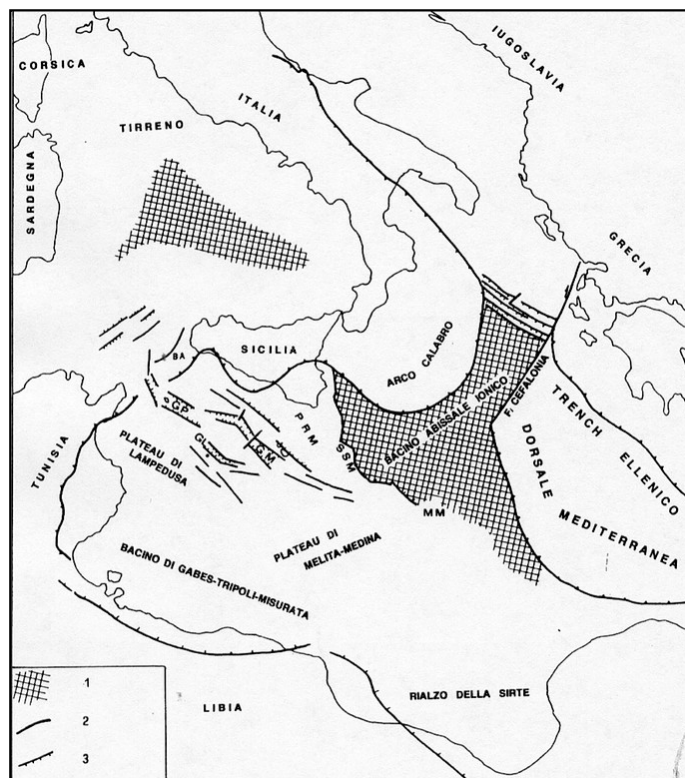 CORSICA
IUGOSLAVIA
ITALIA
TIRRENO
SARDEGNA
GRECIA
BA
SICILIA
ARCO CALABRO
BACINO ABISSALE IONICO
F. CEFALONIA
GP
PRM
TUNISIA
PLATEAU DI
LAMPEDUSA
GL
GM
SSM
TRENCH
ELLENICO
DORSALE
MEDITERRANEA
MM
PLATEAU DI
MELITA-MEDINA
BACINO DI GABES-TRIPOLI-MISURATA
1
2
3
LIBIA
RIALZO DELLA SIRTE